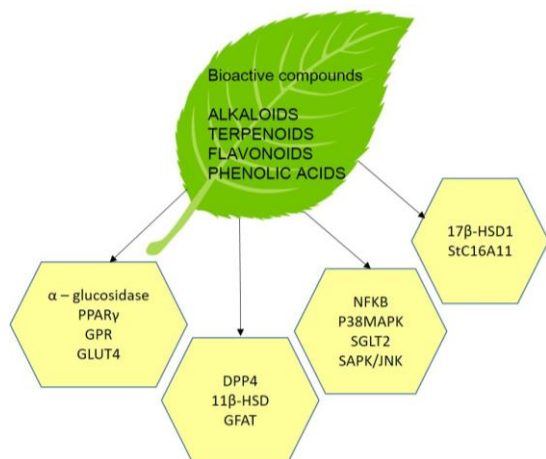 Bioactive compounds
ALKALOIDS
TERPENOIDS
FLAVONOIDS
PHENOLIC ACIDS
17β-HSD1
StC16A11
α – glucosidase
PPARγ
GPR
GLUT4
NFKB
P38MAPK
SGLT2
SAPK/JNK
DPP4
11β-HSD
GFAT